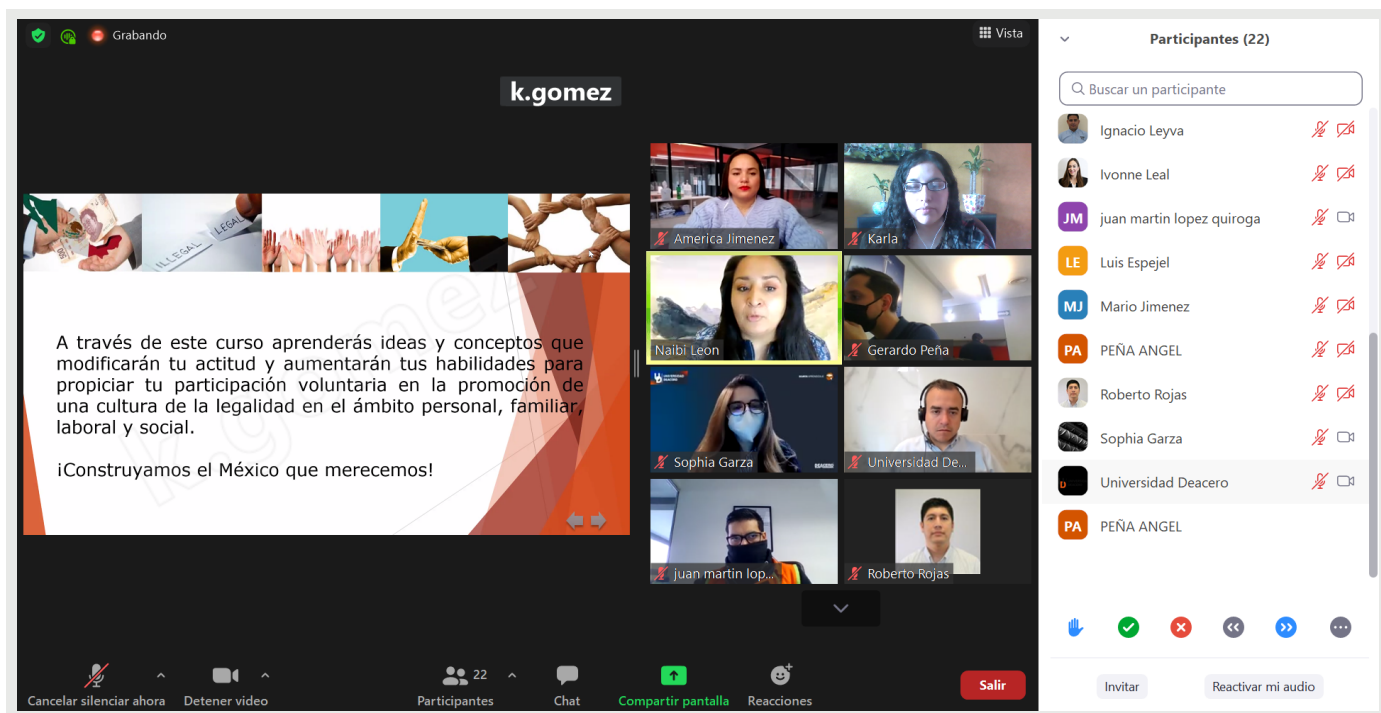 Grabando
Vista
k.gomez
ILLEGAL
LEGAL
k.gomez
A través de este curso aprenderás ideas y conceptos que
modificarán tu actitud y aumentarán tus habilidades para
propiciar tu participación voluntaria en la promoción de
una cultura de la legalidad en el ámbito personal, familiar,
laboral y social.
¡Construyamos el México que merecemos!
America Jimenez
Karla
Naibi Leon
Gerardo Peña
UNIVERSIDAD
DEACERO
Sophia Garza
Universidad De...
juan martin lop...
Roberto Rojas
Cancelar silenciar ahora
Detener video
22
Participantes
Chat
Compartir pantalla
Reacciones
Salir
Participantes (22)
Buscar un participante
Ignacio Leyva
Ivonne Leal
JM juan martin lopez quiroga
LE Luis Espejel
MJ Mario Jimenez
PA PEÑA ANGEL
Roberto Rojas
Sophia Garza
Universidad Deacero
PA PEÑA ANGEL
Invitar
Reactivar mi audio